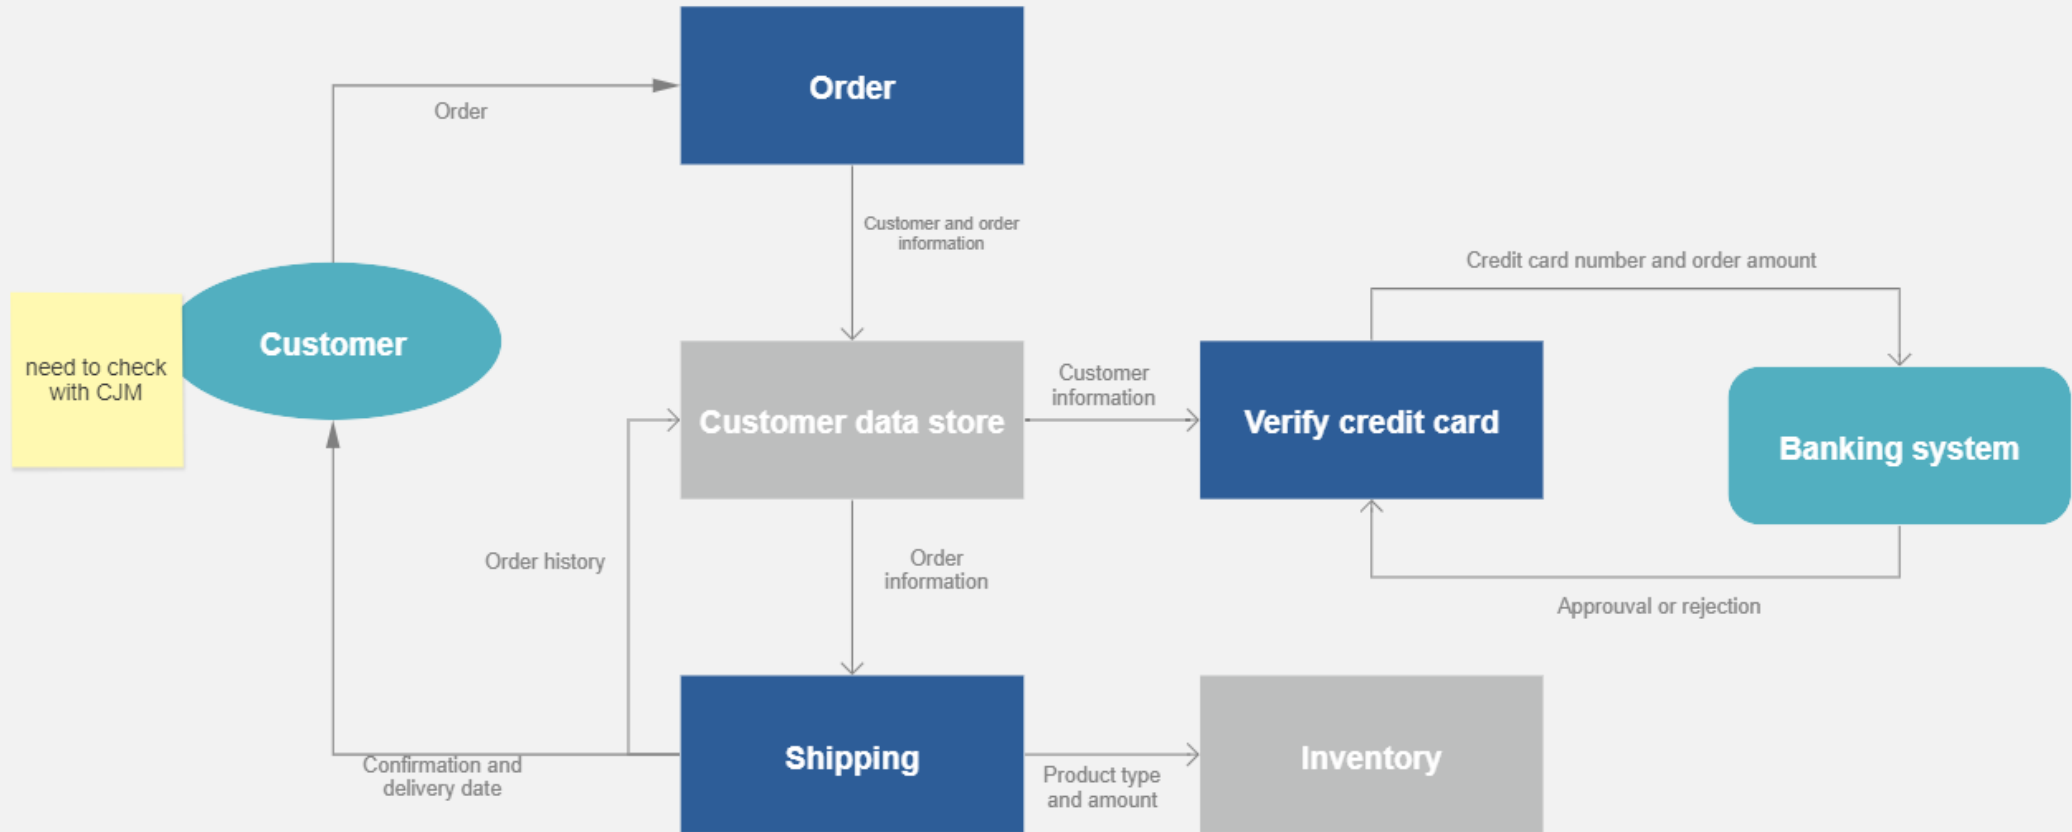 Order
Order
Customer and order
information
Credit card number and order amount
Customer
need to check
with CJM
Customer
information
Customer data store
Verify credit card
Banking system
Order history
Order
information
Approuval or rejection
Shipping
Inventory
Confirmation and
delivery date
Product type
and amount